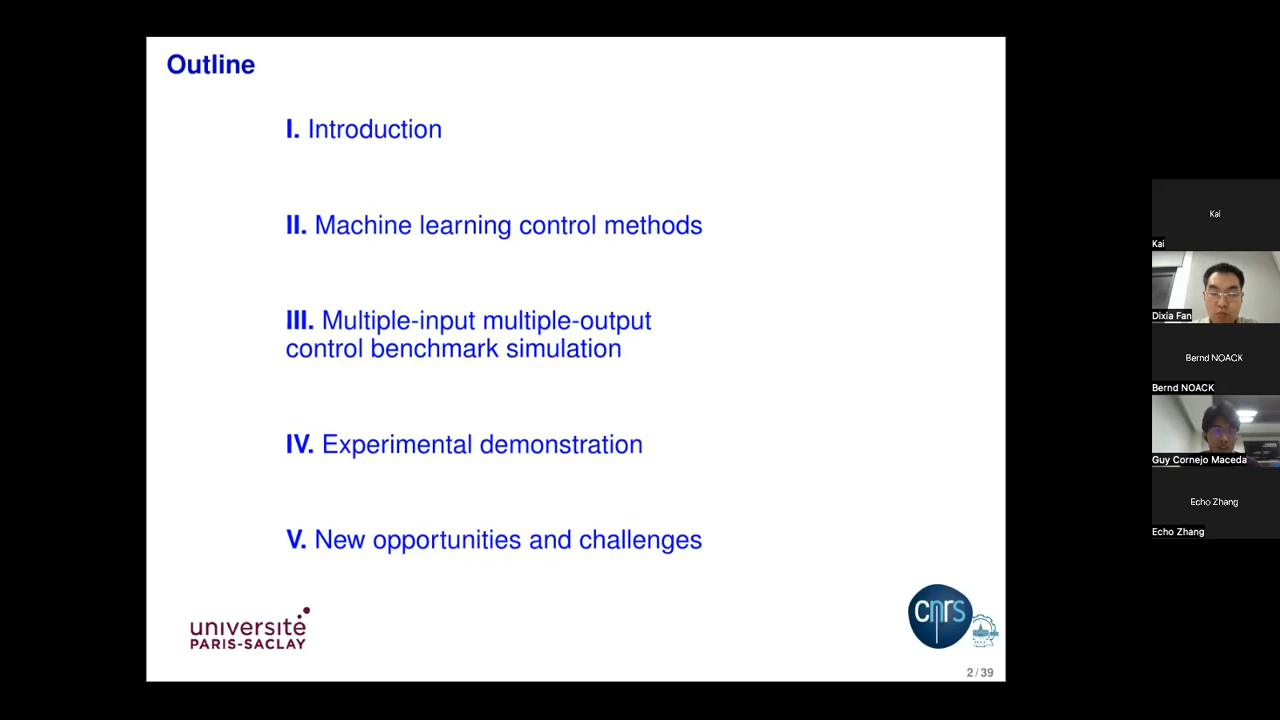 Outline
I. Introduction
II. Machine learning control methods
III. Multiple-input multiple-output
control benchmark simulation
IV. Experimental demonstration
V. New opportunities and challenges
université
PARIS-SACLAY
cnrs
2 / 39
Kai
Kai
Dixia Fan
Bernd NOACK
Bernd NOACK
Guy Cornejo Maceda
Echo Zhang
Echo Zhang